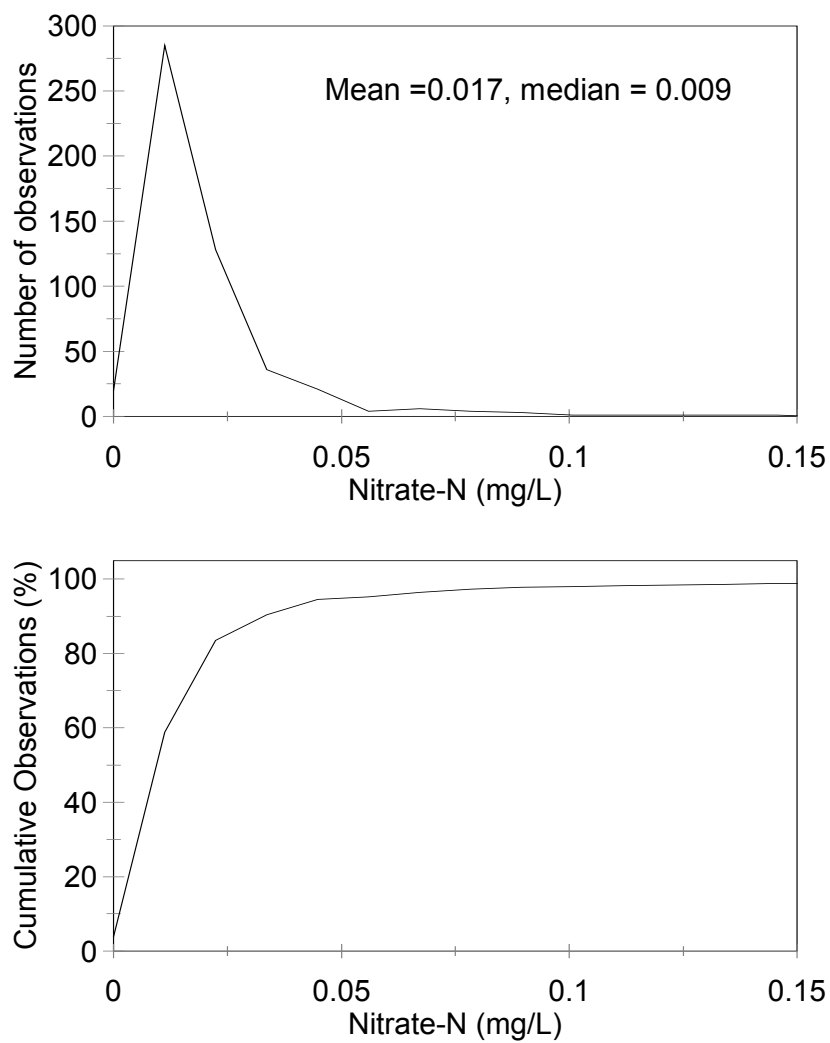 300
250
200
150
100
50
0
Number of observations
Mean =0.017, median = 0.009
0 0.05 0.1 0.15
Nitrate-N (mg/L)
100
80
60
40
20
0
Cumulative Observations (%)
0 0.05 0.1 0.15
Nitrate-N (mg/L)